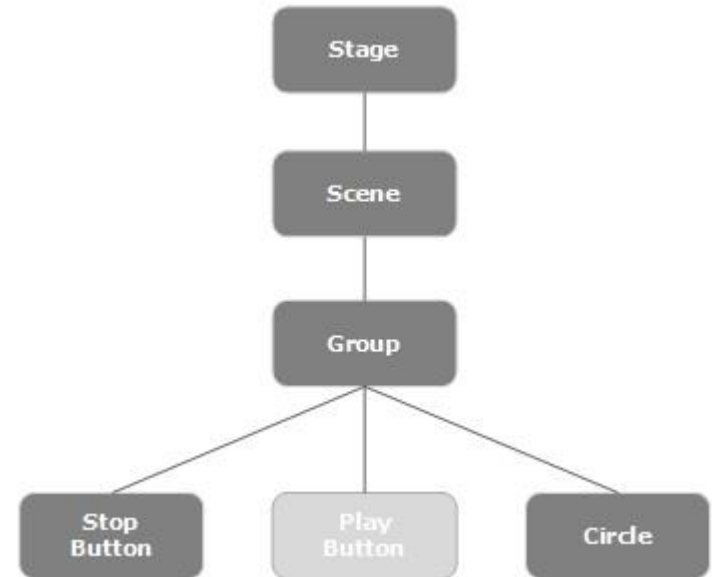 Stage
Scene
Group
Stop
Button
Play
Button
Circle